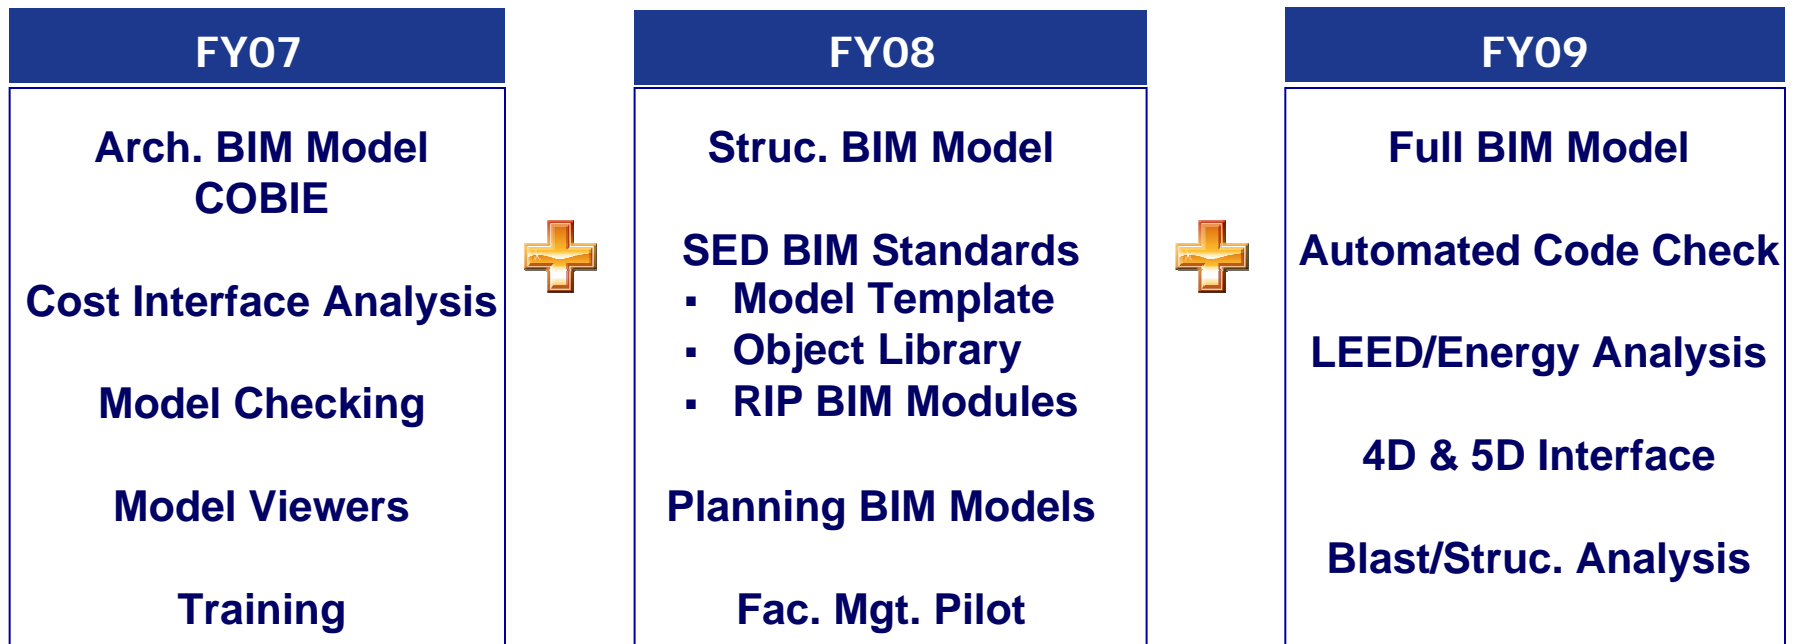 FY07
Arch. BIM Model
COBIE
Cost Interface Analysis
Model Checking
Model Viewers
Training
FY08
Struc. BIM Model
SED BIM Standards
▪ Model Template
▪ Object Library
▪ RIP BIM Modules
Planning BIM Models
Fac. Mgt. Pilot
FY09
Full BIM Model
Automated Code Check
LEED/Energy Analysis
4D & 5D Interface
Blast/Struc. Analysis